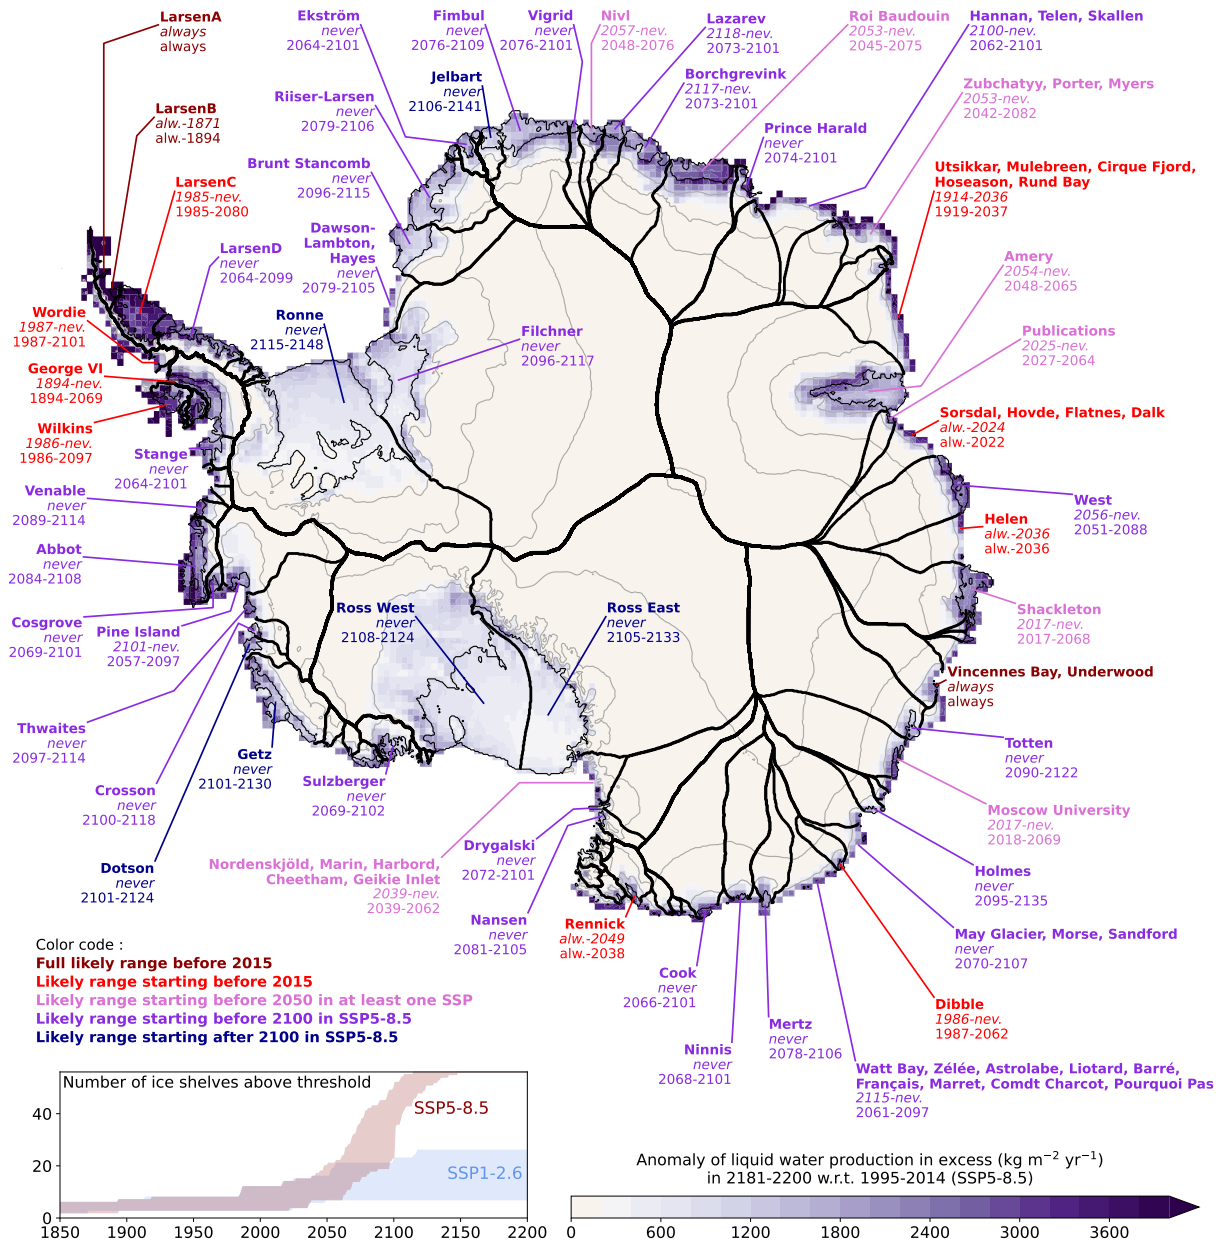 LarsenA
always
always
Ekström
never
2064-2101
Fimbul
never
2076-2109
Vigrid
never
2076-2101
Nivl
2057-nev.
2048-2076
Lazarev
2118-nev.
2073-2101
Roi Baudouin
2053-nev.
2045-2075
Hannan, Telen, Skallen
2100-nev.
2062-2101
Jelbart
never
2106-2141
Borchgrevink
2117-nev.
2073-2101
Zubchatyy, Porter, Myers
2053-nev.
2042-2082
LarsenB
alw.-1871
alw.-1894
Riiser-Larsen
never
2079-2106
Prince Harald
never
2074-2101
LarsenC
1985-nev.
1985-2080
Brunt Stancomb
never
2096-2115
Utsikkar, Mulebreen, Cirque Fjord,
Hoseason, Rund Bay
1914-2036
1919-2037
LarsenD
never
2064-2099
Dawson-
Lambton,
Hayes
never
2079-2105
Amery
2054-nev.
2048-2065
Wordie
1987-nev.
1987-2101
Ronne
never
2115-2148
Filchner
never
2096-2117
Publications
2025-nev.
2027-2064
George VI
1894-nev.
1894-2069
Wilkins
1986-nev.
1986-2097
Sorsdal, Hovde, Flatnes, Dalk
alw.-2024
alw.-2022
Stange
never
2064-2101
Venable
never
2089-2114
West
2056-nev.
2051-2088
Helen
alw.-2036
alw.-2036
Abbot
never
2084-2108
Cosgrove
never
2069-2101
Pine Island
2101-nev.
2057-2097
Ross West
never
2108-2124
Ross East
never
2105-2133
Shackleton
2017-nev.
2017-2068
Vincennes Bay, Underwood
always
always
Thwaites
never
2097-2114
Getz
never
2101-2130
Totten
never
2090-2122
Crosson
never
2100-2118
Sulzberger
never
2069-2102
Moscow University
2017-nev.
2018-2069
Dotson
never
2101-2124
Nordenskjöld, Marin, Harbord,
Cheetham, Geikie Inlet
2039-nev.
2039-2062
Drygalski
never
2072-2101
Holmes
never
2095-2135
Nansen
never
2081-2105
Rennick
alw.-2049
alw.-2038
May Glacier, Morse, Sandford
never
2070-2107
Cook
never
2066-2101
Dibble
1986-nev.
1987-2062
Ninnis
never
2068-2101
Mertz
never
2078-2106
Watt Bay, Zélée, Astrolabe, Liotard, Barré,
Français, Marret, Comdt Charcot, Pourquoi Pas
2115-nev.
2061-2097
Color code :
Full likely range before 2015
Likely range starting before 2015
Likely range starting before 2050 in at least one SSP
Likely range starting before 2100 in SSP5-8.5
Likely range starting after 2100 in SSP5-8.5
Number of ice shelves above threshold
SSP5-8.5
SSP1-2.6
40
20
0
1850 1900 1950 2000 2050 2100 2150 2200
Anomaly of liquid water production in excess (kg m⁻² yr⁻¹)
in 2181-2200 w.r.t. 1995-2014 (SSP5-8.5)
0 600 1200 1800 2400 3000 3600